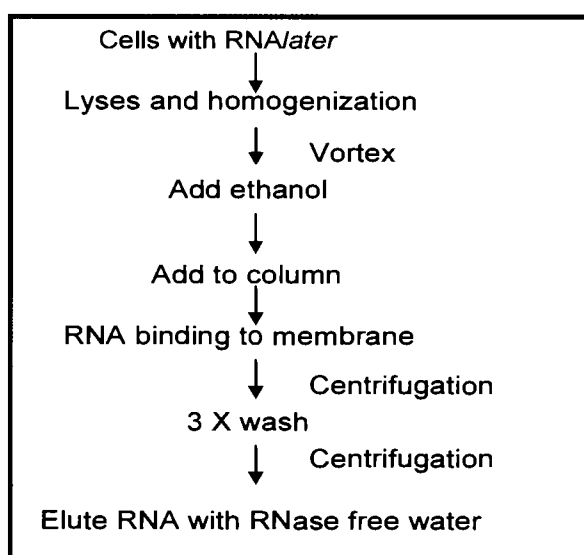 Cells with RNAlater
Lyses and homogenization
Vortex
Add ethanol
Add to column
RNA binding to membrane
Centrifugation
3 X wash
Centrifugation
Elute RNA with RNase free water